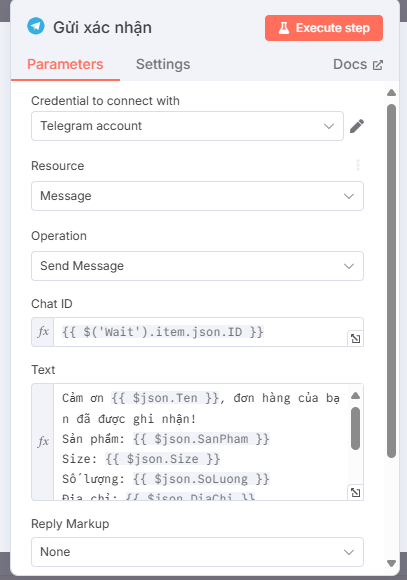 Gửi xác nhận
Execute step
Parameters
Settings
Docs
Credential to connect with
Telegram account
Resource
Message
Operation
Send Message
Chat ID
fx
{{ $('Wait').item.json.ID }}
Text
fx
Cảm ơn {{ $json.Ten }}, đơn hàng của bạ
n đã được ghi nhận!
Sản phẩm: {{ $json.SanPham }}
Size: {{ $json.Size }}
Số lượng: {{ $json.SoLuong }}
Địa chỉ: {{ $json.DiaChi }}
Reply Markup
None